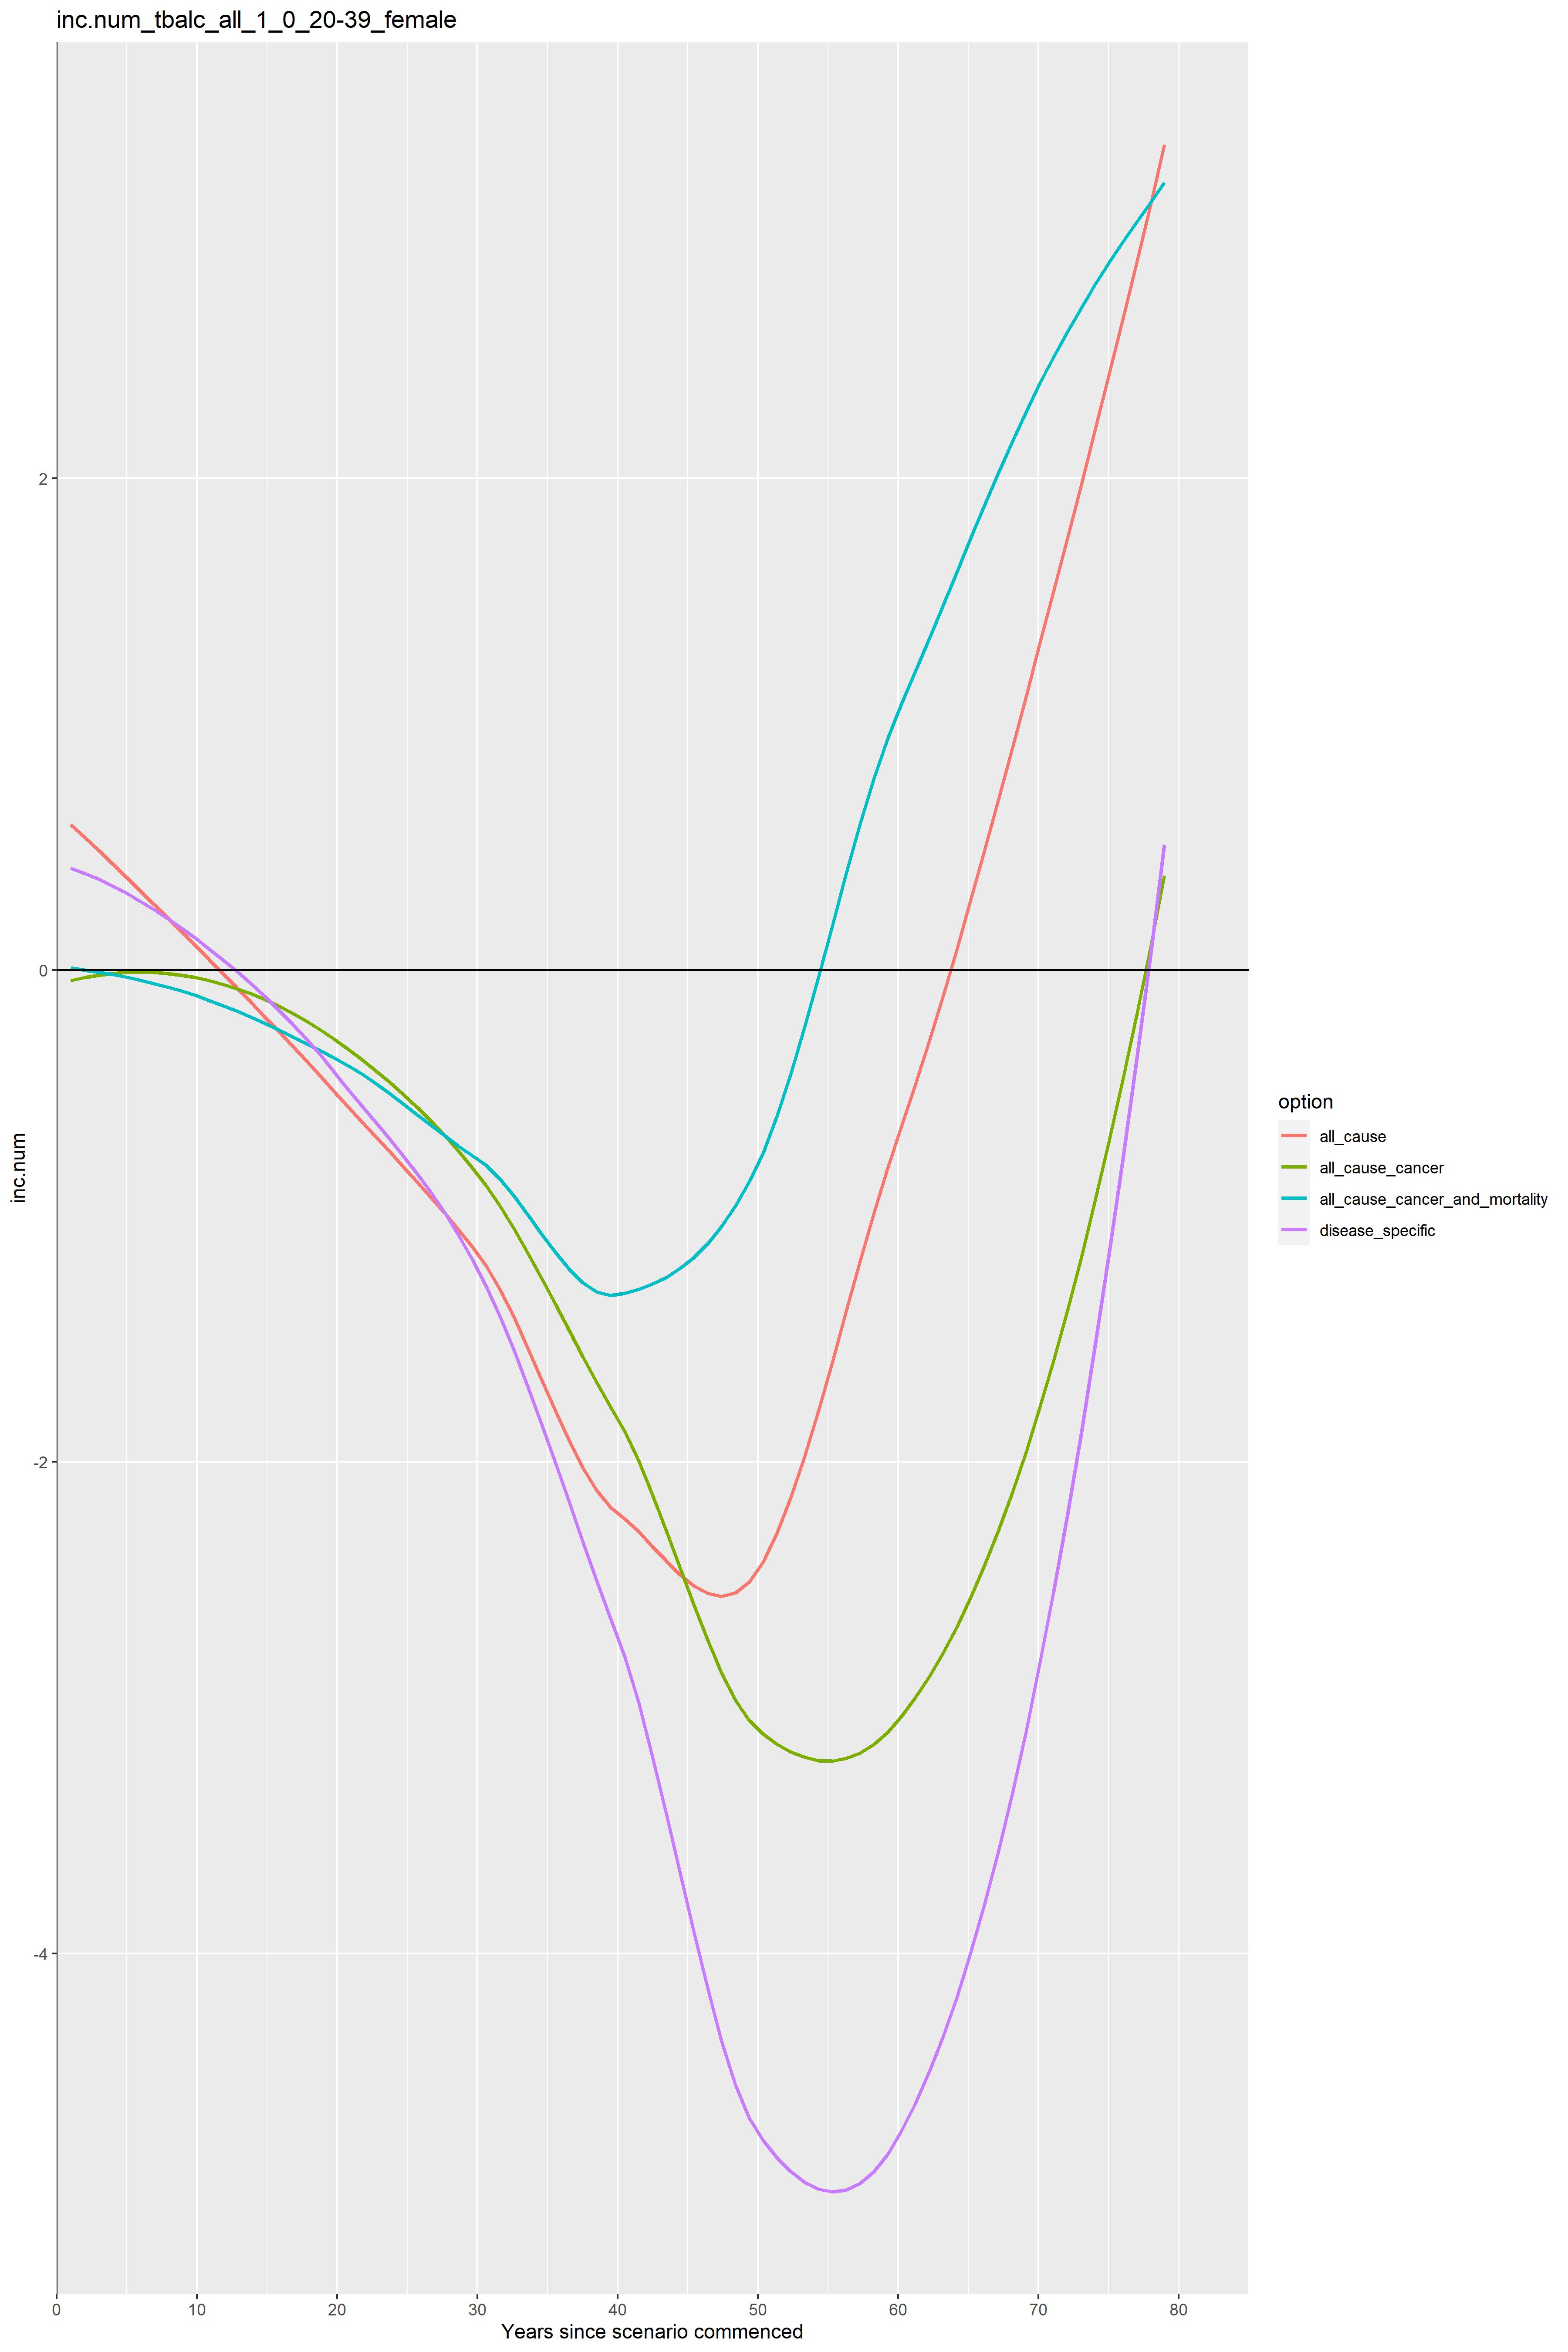 inc.num_tbalc_all_1_0_20-39_female
inc.num
2
0
-2
-4
0 10 20 30 40 50 60 70 80
Years since scenario commenced
option
all_cause
all_cause_cancer
all_cause_cancer_and_mortality
disease_specific